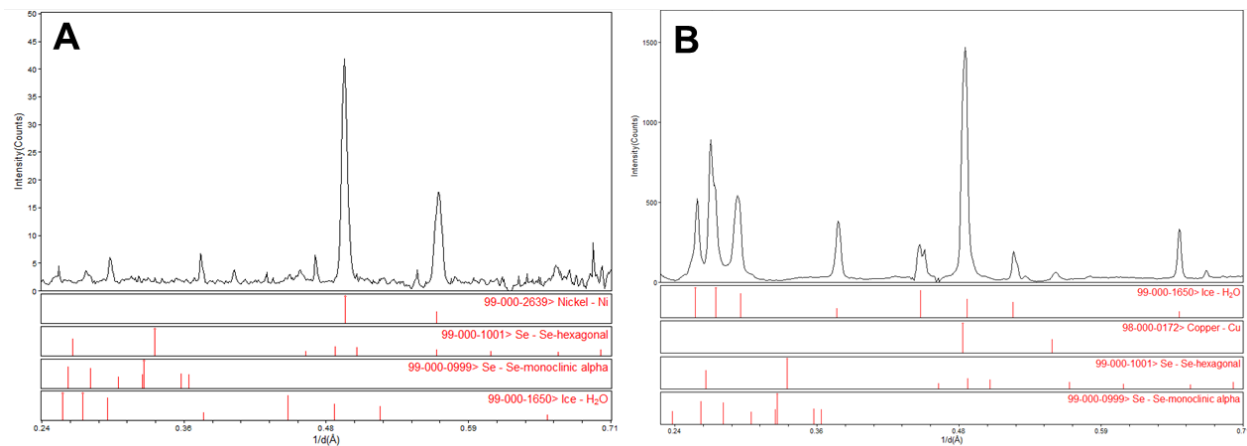 A
Intensity(Counts)
50
45
40
35
30
25
20
15
10
5
0
99-000-2639> Nickel - Ni
99-000-1001> Se - Se-hexagonal
99-000-0999> Se - Se-monoclinic alpha
99-000-1650> Ice - H₂O
0.24 0.36 0.48 0.59 0.71
1/d(Å)
B
Intensity(Counts)
1500
1000
500
0
99-000-1650> Ice - H₂O
98-000-0172> Copper - Cu
99-000-1001> Se - Se-hexagonal
99-000-0999> Se - Se-monoclinic alpha
0.24 0.36 0.48 0.59 0.7
1/d(Å)